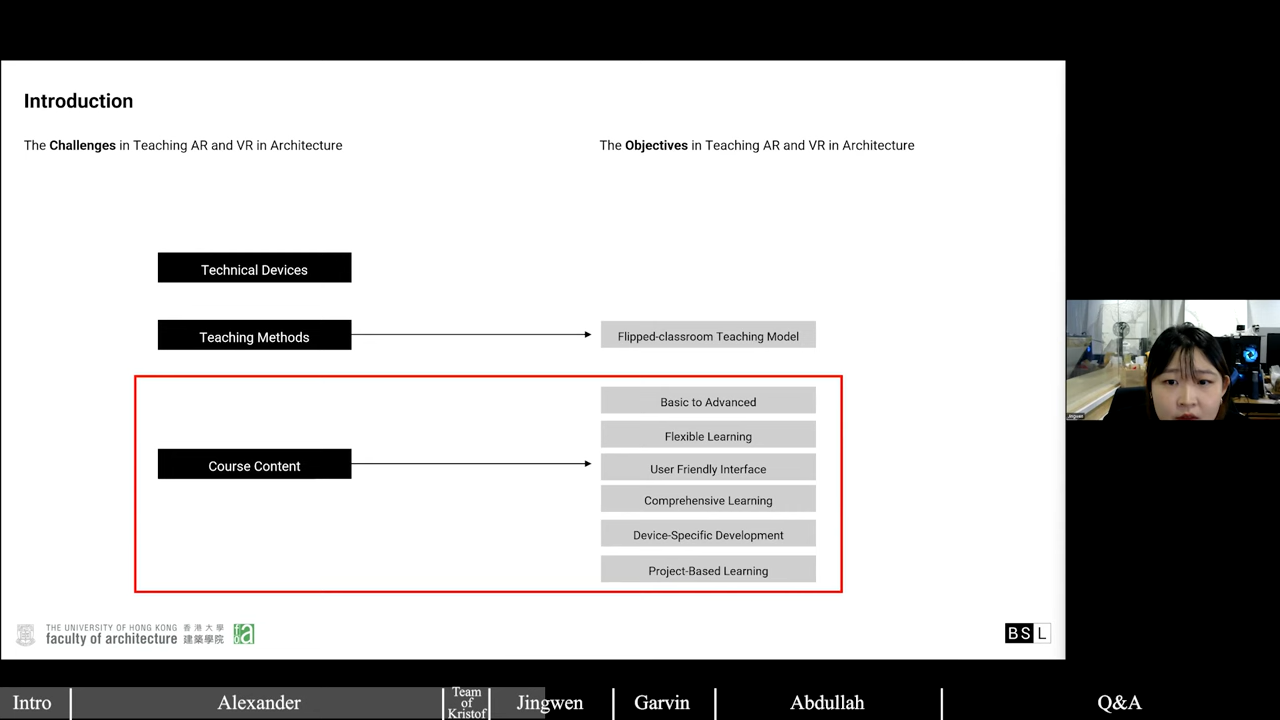 Introduction
The Challenges in Teaching AR and VR in Architecture
The Objectives in Teaching AR and VR in Architecture
Technical Devices
Teaching Methods
Flipped-classroom Teaching Model
Basic to Advanced
Flexible Learning
Course Content
User Friendly Interface
Comprehensive Learning
Device-Specific Development
Project-Based Learning
THE UNIVERSITY OF HONG KONG 香港大學
faculty of architecture 建築學院
fa
BSL
Jingwen
Intro
Alexander
Team of Kristof
Jingwen
Garvin
Abdullah
Q&A